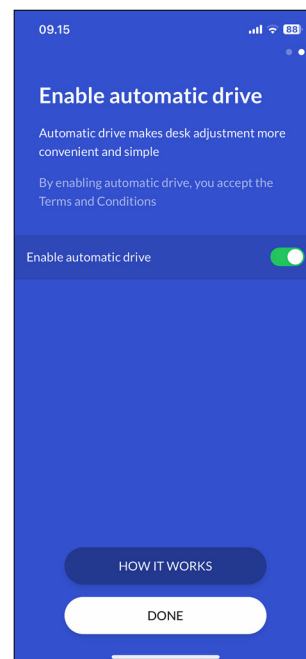 09.15
88
Enable automatic drive
Automatic drive makes desk adjustment more
convenient and simple
By enabling automatic drive, you accept the
Terms and Conditions
Enable automatic drive
HOW IT WORKS
DONE